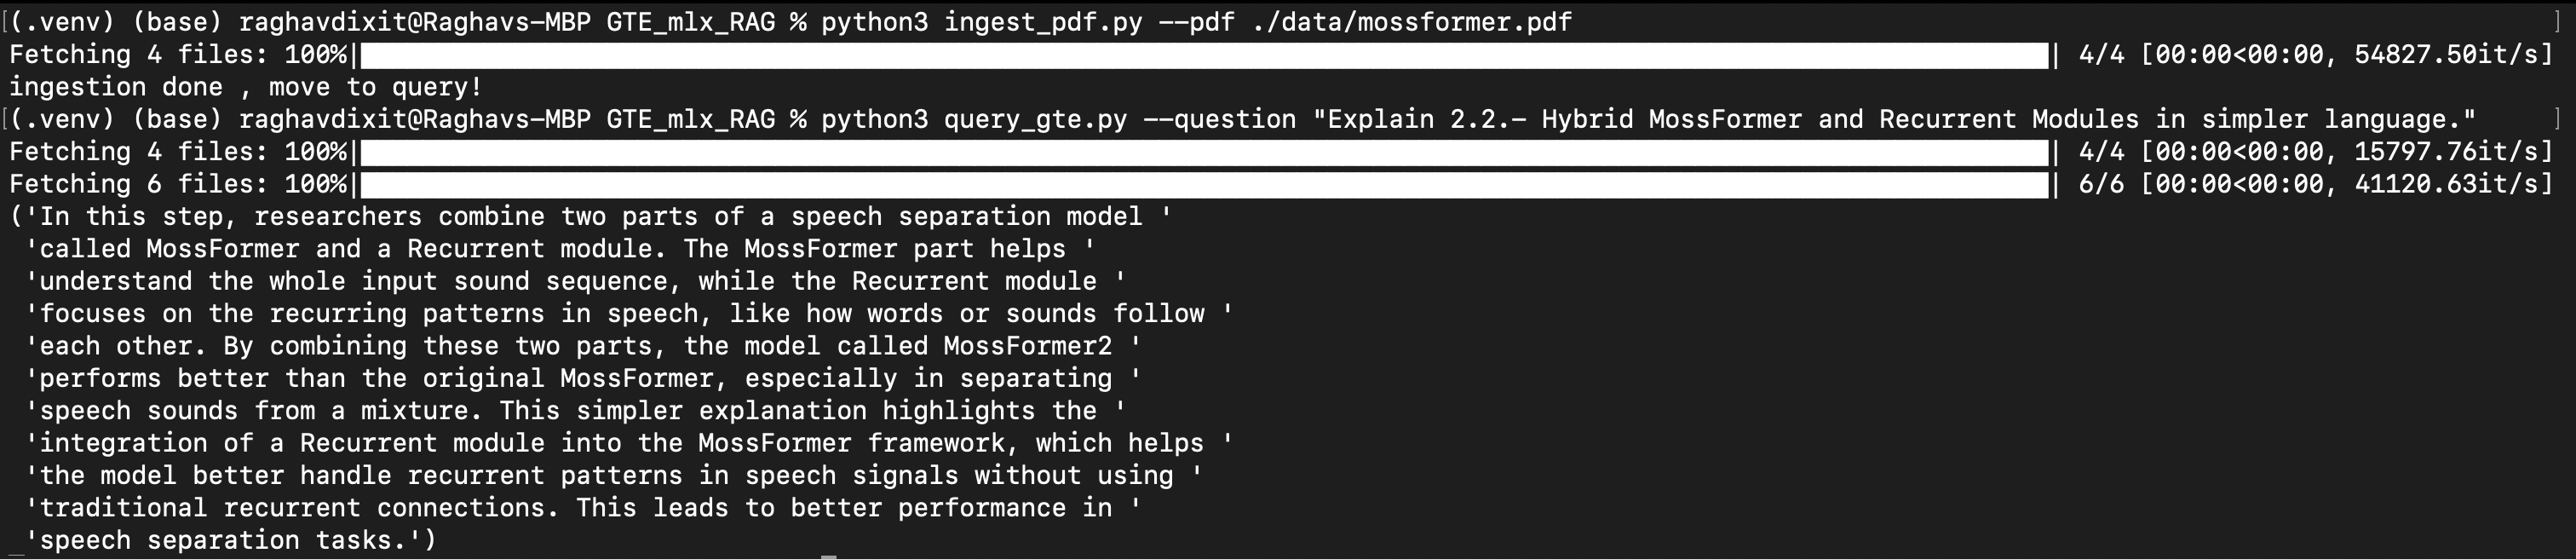 [(.venv) (base) raghavdixit@Raghavs-MBP GTE_mlx_RAG % python3 ingest_pdf.py --pdf ./data/mossformer.pdf ]
Fetching 4 files: 100%|██████████| 4/4 [00:00<00:00, 54827.50it/s]
ingestion done , move to query!
[(.venv) (base) raghavdixit@Raghavs-MBP GTE_mlx_RAG % python3 query_gte.py --question "Explain 2.2.- Hybrid MossFormer and Recurrent Modules in simpler language." ]
Fetching 4 files: 100%|██████████| 4/4 [00:00<00:00, 15797.76it/s]
Fetching 6 files: 100%|██████████| 6/6 [00:00<00:00, 41120.63it/s]
('In this step, researchers combine two parts of a speech separation model '
 'called MossFormer and a Recurrent module. The MossFormer part helps '
 'understand the whole input sound sequence, while the Recurrent module '
 'focuses on the recurring patterns in speech, like how words or sounds follow '
 'each other. By combining these two parts, the model called MossFormer2 '
 'performs better than the original MossFormer, especially in separating '
 'speech sounds from a mixture. This simpler explanation highlights the '
 'integration of a Recurrent module into the MossFormer framework, which helps '
 'the model better handle recurrent patterns in speech signals without using '
 'traditional recurrent connections. This leads to better performance in '
 'speech separation tasks.')